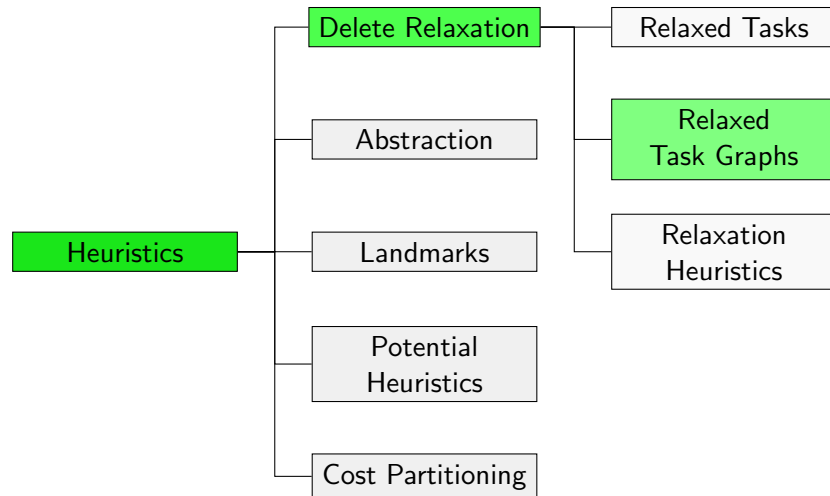 Heuristics
Delete Relaxation
Abstraction
Landmarks
Potential
Heuristics
Cost Partitioning
Relaxed Tasks
Relaxed
Task Graphs
Relaxation
Heuristics